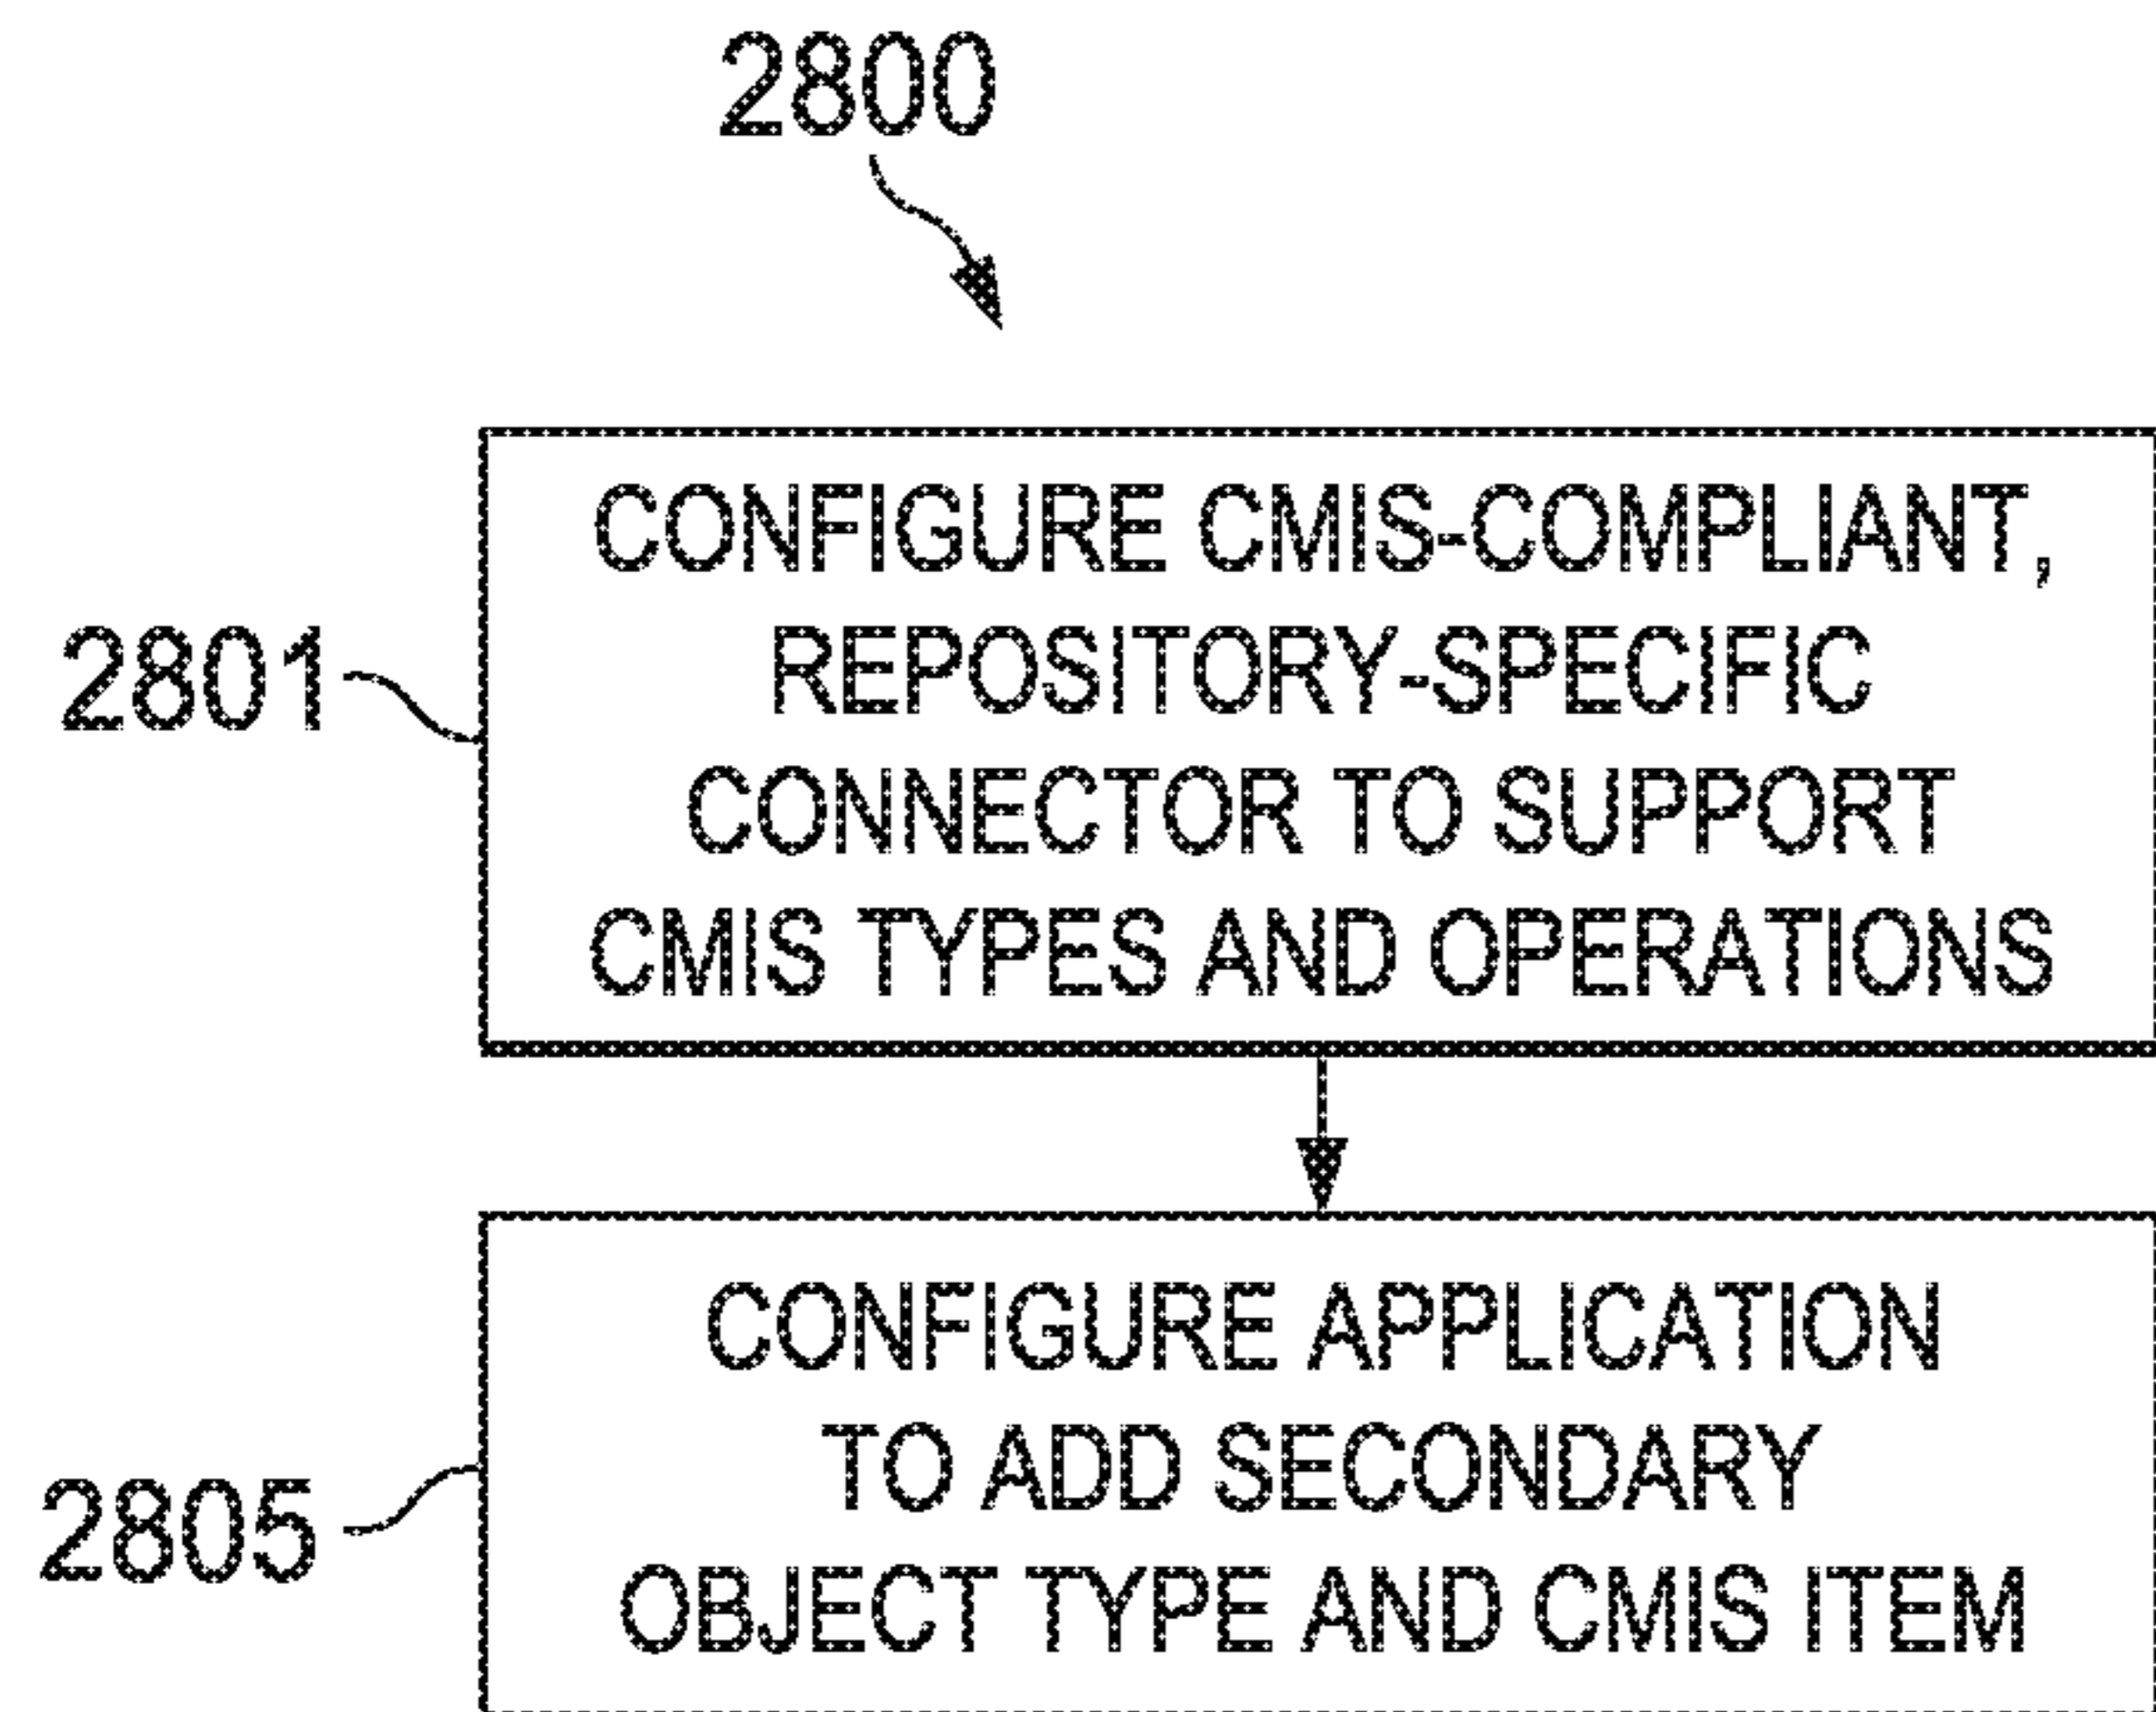 2800
CONFIGURE CMIS-COMPLIANT,
REPOSITORY-SPECIFIC
2801
CONNECTOR TO SUPPORT
CMIS TYPES AND OPERATIONS
CONFIGURE APPLICATION
TO ADD SECONDARY
2805
OBJECT TYPE AND CMIS ITEM